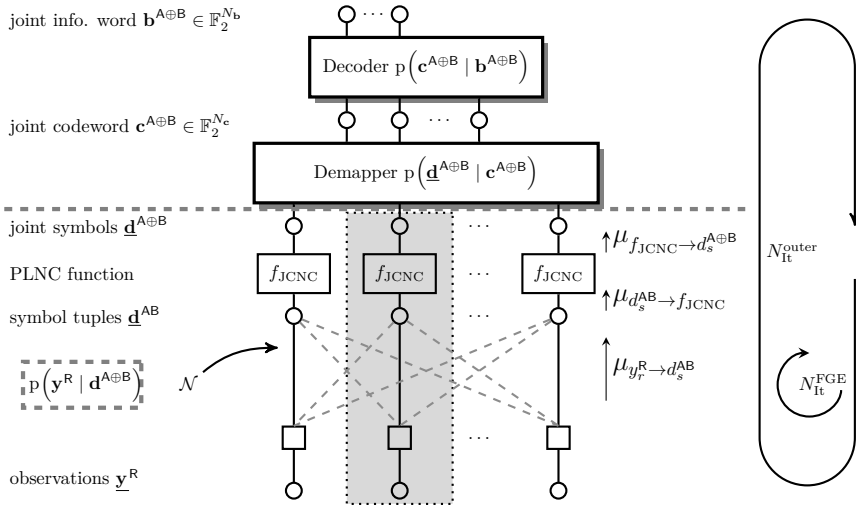 joint info. word 𝐛^{A⊕B} ∈ 𝔽_2^{N_𝐛}
···
Decoder p(𝐜^{A⊕B} | 𝐛^{A⊕B})
joint codeword 𝐜^{A⊕B} ∈ 𝔽_2^{N_𝐜}
···
Demapper p(𝐝̲^{A⊕B} | 𝐜^{A⊕B})
joint symbols 𝐝̲^{A⊕B}
···
μ_{f_JCNC→d_s^{A⊕B}}
N_It^outer
PLNC function
f_JCNC
f_JCNC
···
f_JCNC
μ_{d_s^{AB}→f_JCNC}
symbol tuples 𝐝̲^{AB}
···
p(𝐲^R | 𝐝^{A⊕B})
𝒩
μ_{y_r^R→d_s^{AB}}
N_It^FGE
···
observations 𝐲̲^R
···